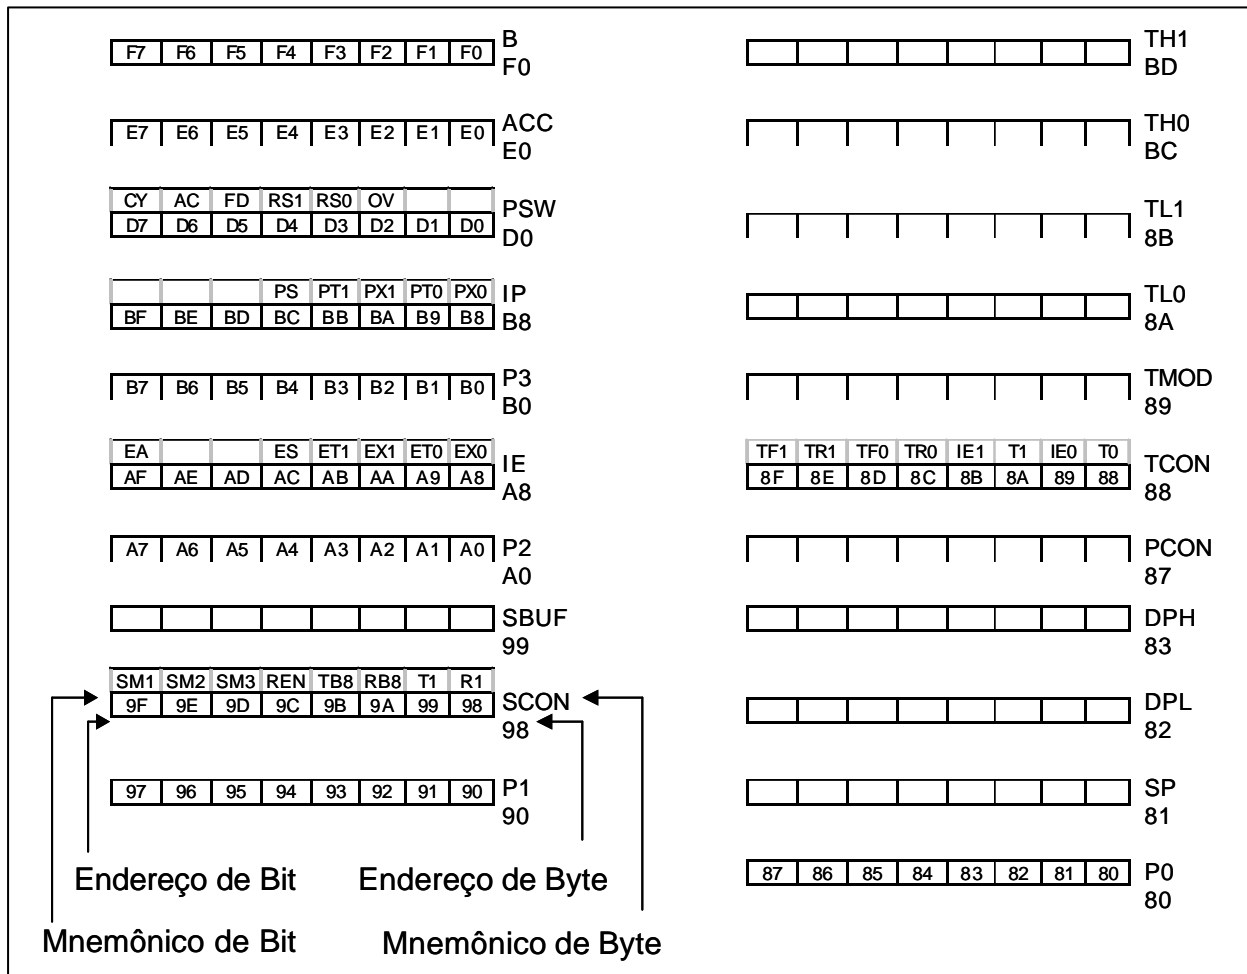 F7 F6 F5 F4 F3 F2 F1 F0 B
F0
E7 E6 E5 E4 E3 E2 E1 E0 ACC
E0
CY AC FD RS1 RS0 OV
D7 D6 D5 D4 D3 D2 D1 D0 PSW
D0
PS PT1 PX1 PT0 PX0 IP
BF BE BD BC BB BA B9 B8 B8
B7 B6 B5 B4 B3 B2 B1 B0 P3
B0
EA ES ET1 EX1 ET0 EX0 IE
AF AE AD AC AB AA A9 A8 A8
A7 A6 A5 A4 A3 A2 A1 A0 P2
A0
SBUF
99
SM1 SM2 SM3 REN TB8 RB8 T1 R1
9F 9E 9D 9C 9B 9A 99 98 SCON
98
97 96 95 94 93 92 91 90 P1
90
Endereço de Bit
Endereço de Byte
Mnemônico de Bit
Mnemônico de Byte
TH1
BD
TH0
BC
TL1
8B
TL0
8A
TMOD
89
TF1 TR1 TF0 TR0 IE1 T1 IE0 T0
8F 8E 8D 8C 8B 8A 89 88 TCON
88
PCON
87
DPH
83
DPL
82
SP
81
87 86 85 84 83 82 81 80 P0
80